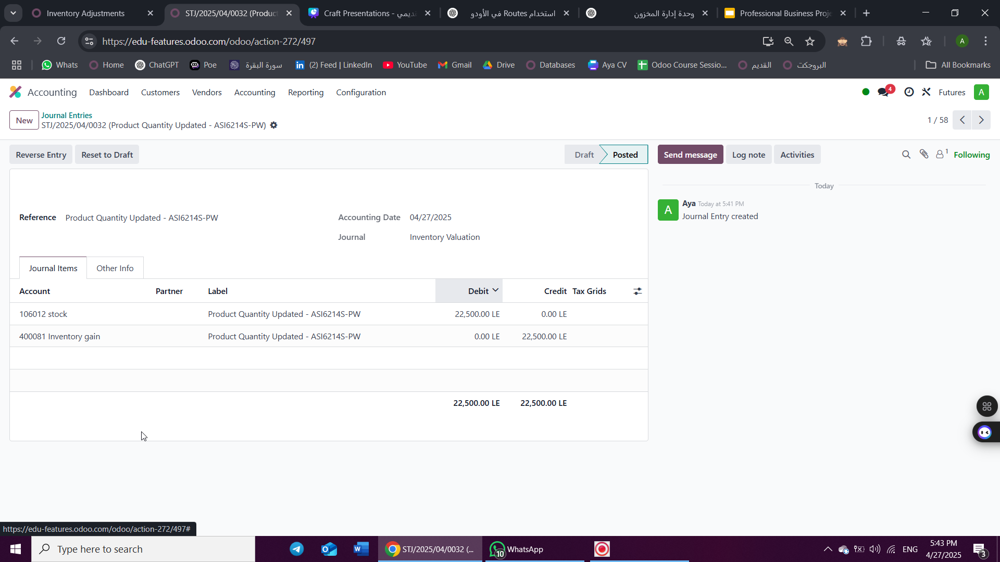 Inventory Adjustments
STJ/2025/04/0032 (Product
Craft Presentations - ديمي
استخدام Routes في الأودو
وحدة إدارة المخزون
Professional Business Proje
https://edu-features.odoo.com/odoo/action-272/497
A
Whats
Home
ChatGPT
Poe
سورة البقرة
(2) Feed | LinkedIn
YouTube
Gmail
Drive
Databases
Aya CV
Odoo Course Sessio...
القديم
البروجكت
All Bookmarks
Accounting
Dashboard
Customers
Vendors
Accounting
Reporting
Configuration
4
Futures
A
New
Journal Entries
STJ/2025/04/0032 (Product Quantity Updated - ASI6214S-PW)
1 / 58
Reverse Entry
Reset to Draft
Draft
Posted
Send message
Log note
Activities
1
Following
Today
Reference
Product Quantity Updated - ASI6214S-PW
Accounting Date
04/27/2025
Journal
Inventory Valuation
A
Aya Today at 5:41 PM
Journal Entry created
Journal Items
Other Info
Account Partner Label Debit Credit Tax Grids
106012 stock Product Quantity Updated - ASI6214S-PW 22,500.00 LE 0.00 LE
400081 Inventory gain Product Quantity Updated - ASI6214S-PW 0.00 LE 22,500.00 LE
22,500.00 LE 22,500.00 LE
https://edu-features.odoo.com/odoo/action-272/497#
Type here to search
STJ/2025/04/0032 (...
10
WhatsApp
ENG
5:43 PM
4/27/2025
3